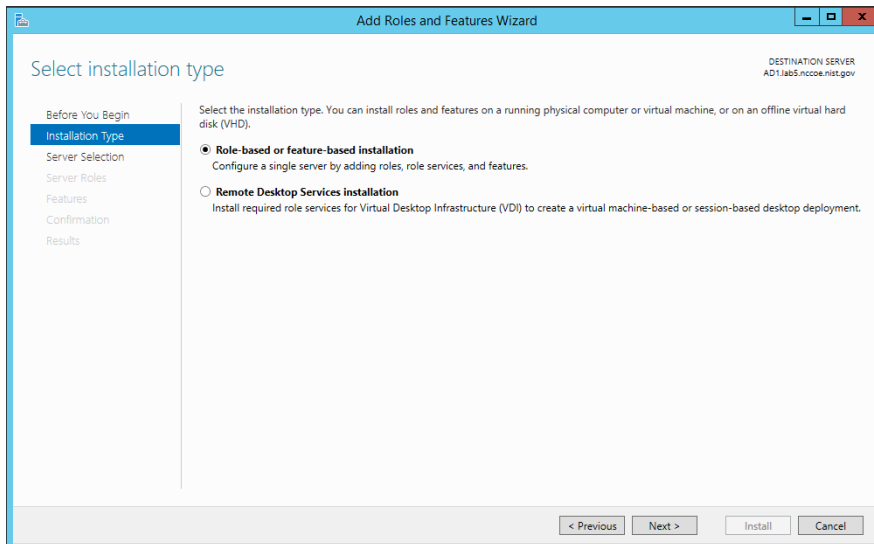 Add Roles and Features Wizard
Select installation type
DESTINATION SERVER
AD1.lab5.nccoe.nist.gov
Before You Begin
Installation Type
Server Selection
Server Roles
Features
Confirmation
Results
Select the installation type. You can install roles and features on a running physical computer or virtual machine, or on an offline virtual hard
disk (VHD).
Role-based or feature-based installation
Configure a single server by adding roles, role services, and features.
Remote Desktop Services installation
Install required role services for Virtual Desktop Infrastructure (VDI) to create a virtual machine-based or session-based desktop deployment.
< Previous
Next >
Install
Cancel